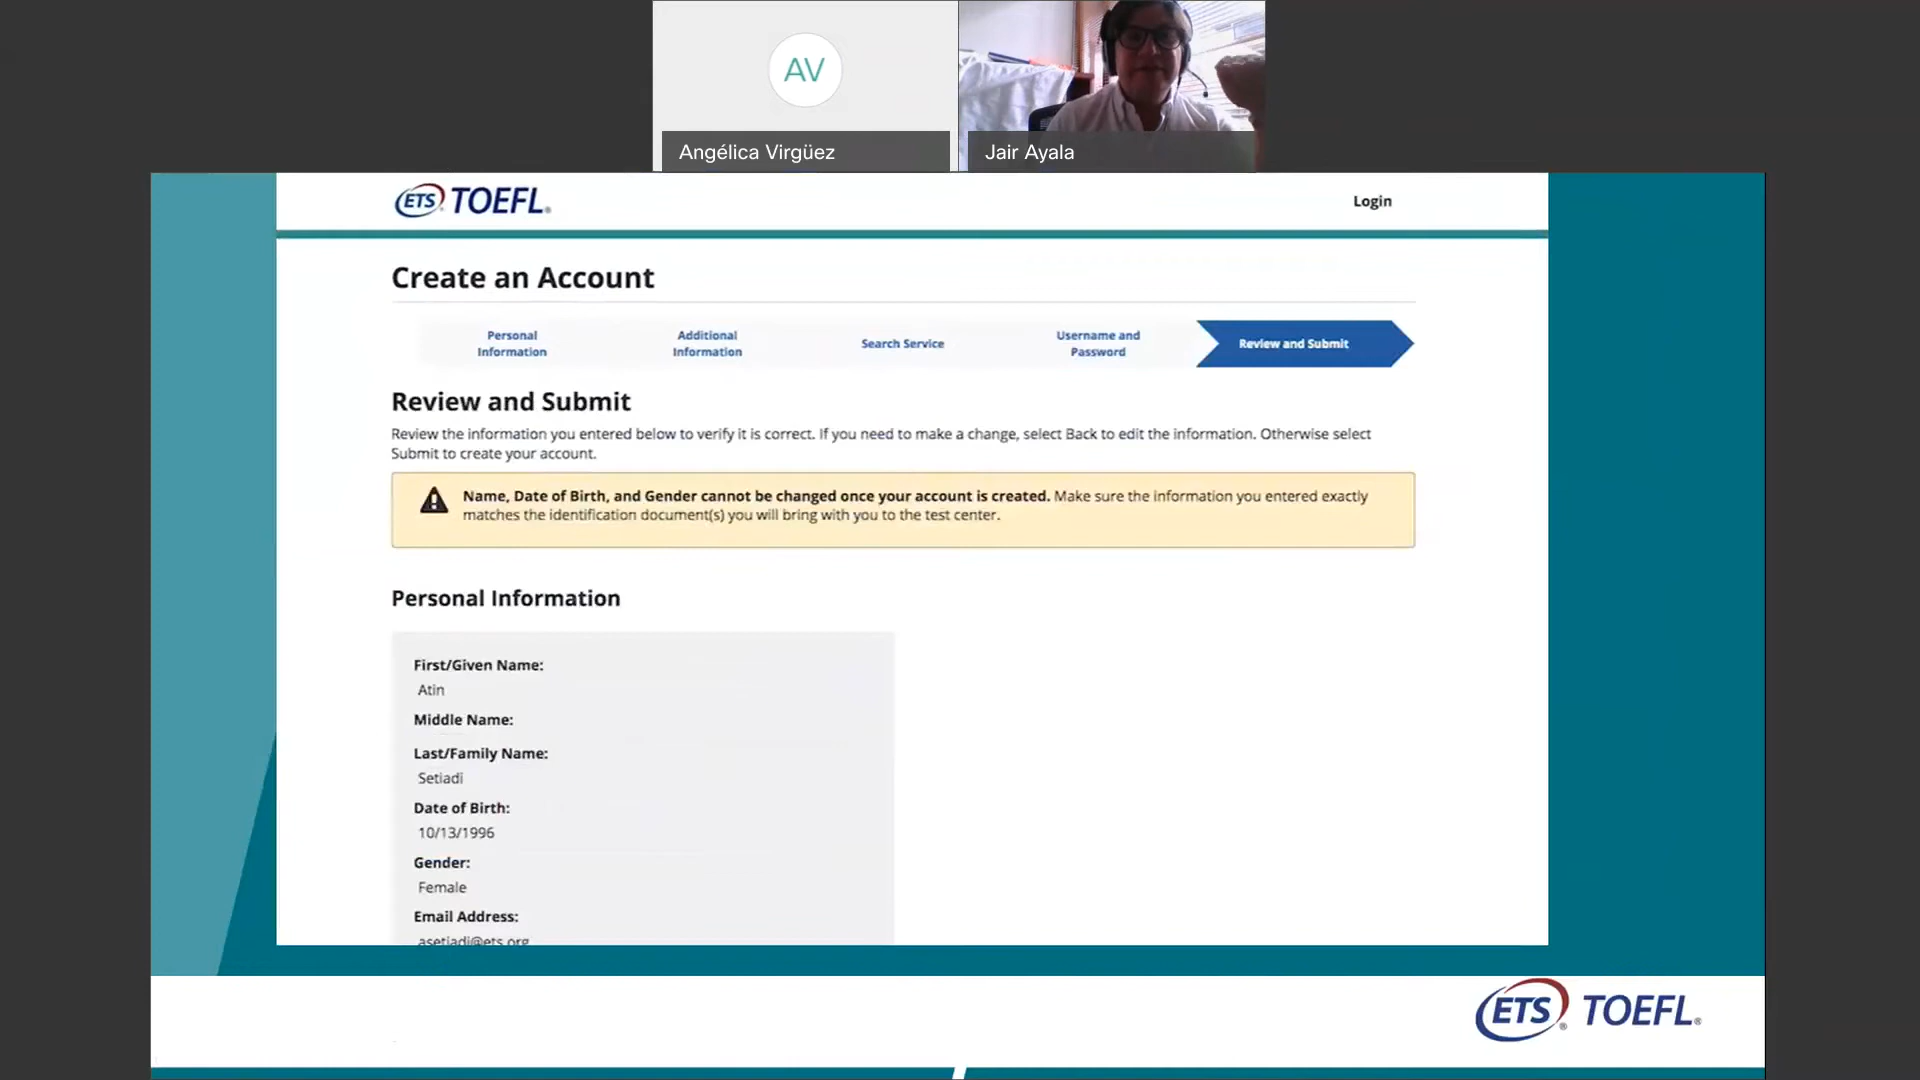 AV
Angélica Virgüez
Jair Ayala
ETS TOEFL®
Login
Create an Account
Personal
Information
Additional
Information
Search Service
Username and
Password
Review and Submit
Review and Submit
Review the information you entered below to verify it is correct. If you need to make a change, select Back to edit the information. Otherwise select
Submit to create your account.
Name, Date of Birth, and Gender cannot be changed once your account is created. Make sure the information you entered exactly
matches the identification document(s) you will bring with you to the test center.
Personal Information
First/Given Name:
Atin
Middle Name:
Last/Family Name:
Setiadi
Date of Birth:
10/13/1996
Gender:
Female
Email Address:
asetiadi@ets.org
ETS® TOEFL®